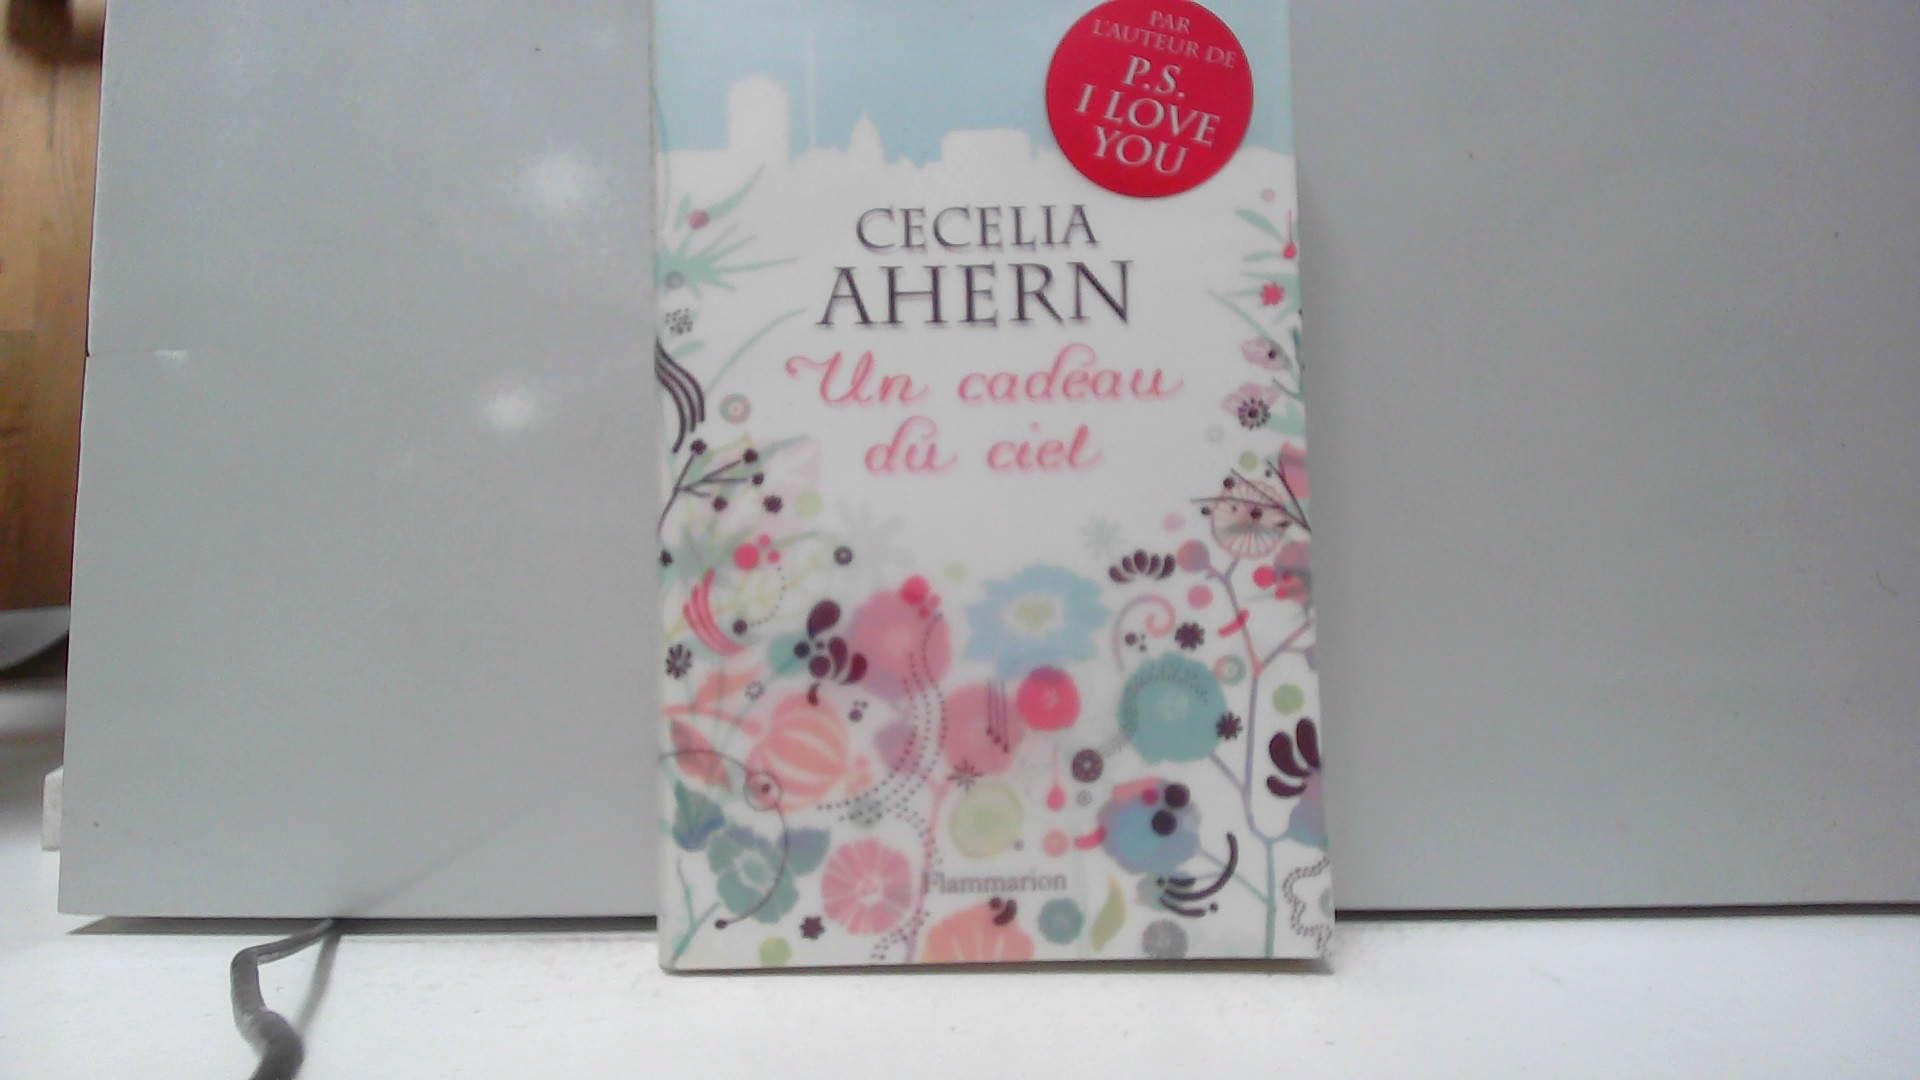 PAR
L'AUTEUR DE
P.S.
I LOVE
YOU
CECELIA
AHERN
Un cadeau
du ciel
Flammarion